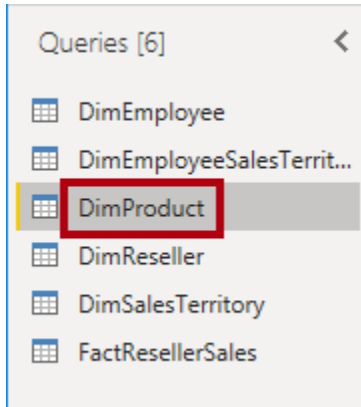 Queries [6]
DimEmployee
DimEmployeeSalesTerrit...
DimProduct
DimReseller
DimSalesTerritory
FactResellerSales